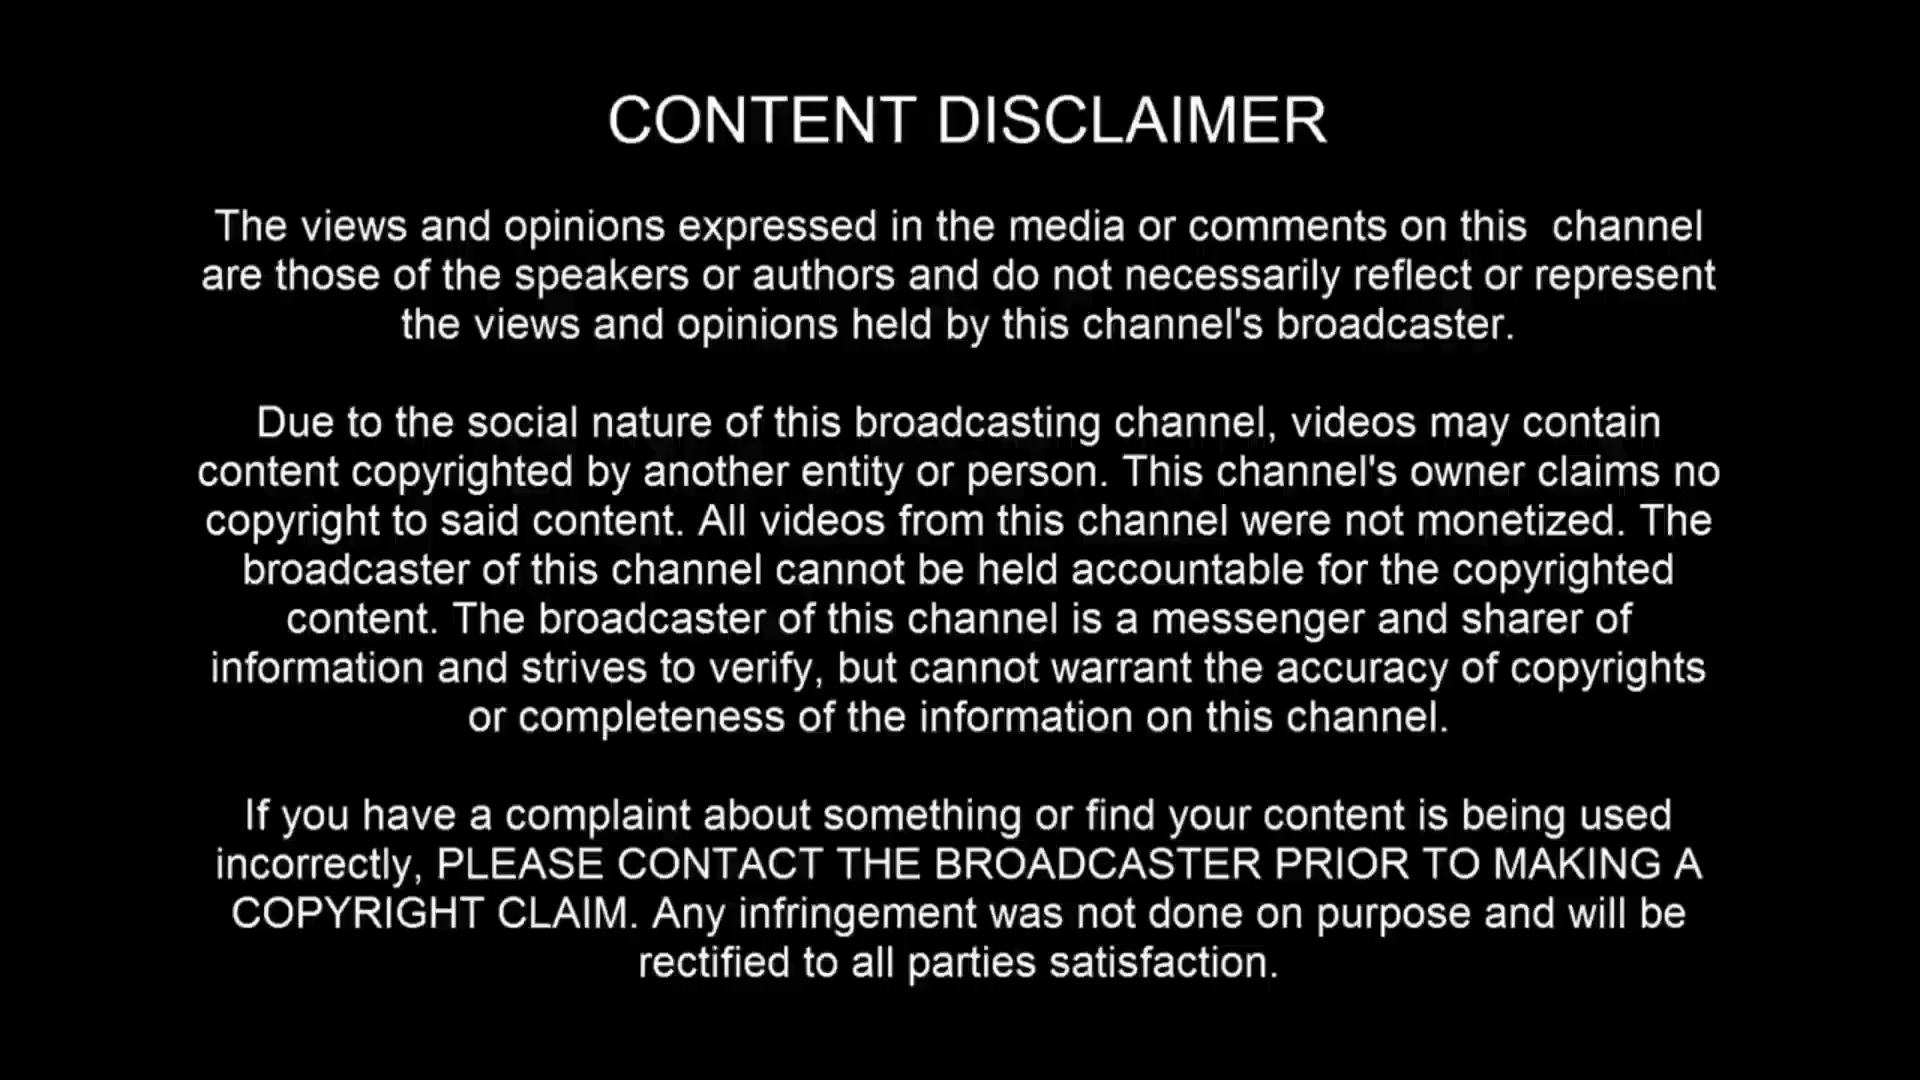 CONTENT DISCLAIMER
The views and opinions expressed in the media or comments on this  channel
are those of the speakers or authors and do not necessarily reflect or represent
the views and opinions held by this channel's broadcaster.
Due to the social nature of this broadcasting channel, videos may contain
content copyrighted by another entity or person. This channel's owner claims no
copyright to said content. All videos from this channel were not monetized. The
broadcaster of this channel cannot be held accountable for the copyrighted
content. The broadcaster of this channel is a messenger and sharer of
information and strives to verify, but cannot warrant the accuracy of copyrights
or completeness of the information on this channel.
If you have a complaint about something or find your content is being used
incorrectly, PLEASE CONTACT THE BROADCASTER PRIOR TO MAKING A
COPYRIGHT CLAIM. Any infringement was not done on purpose and will be
rectified to all parties satisfaction.